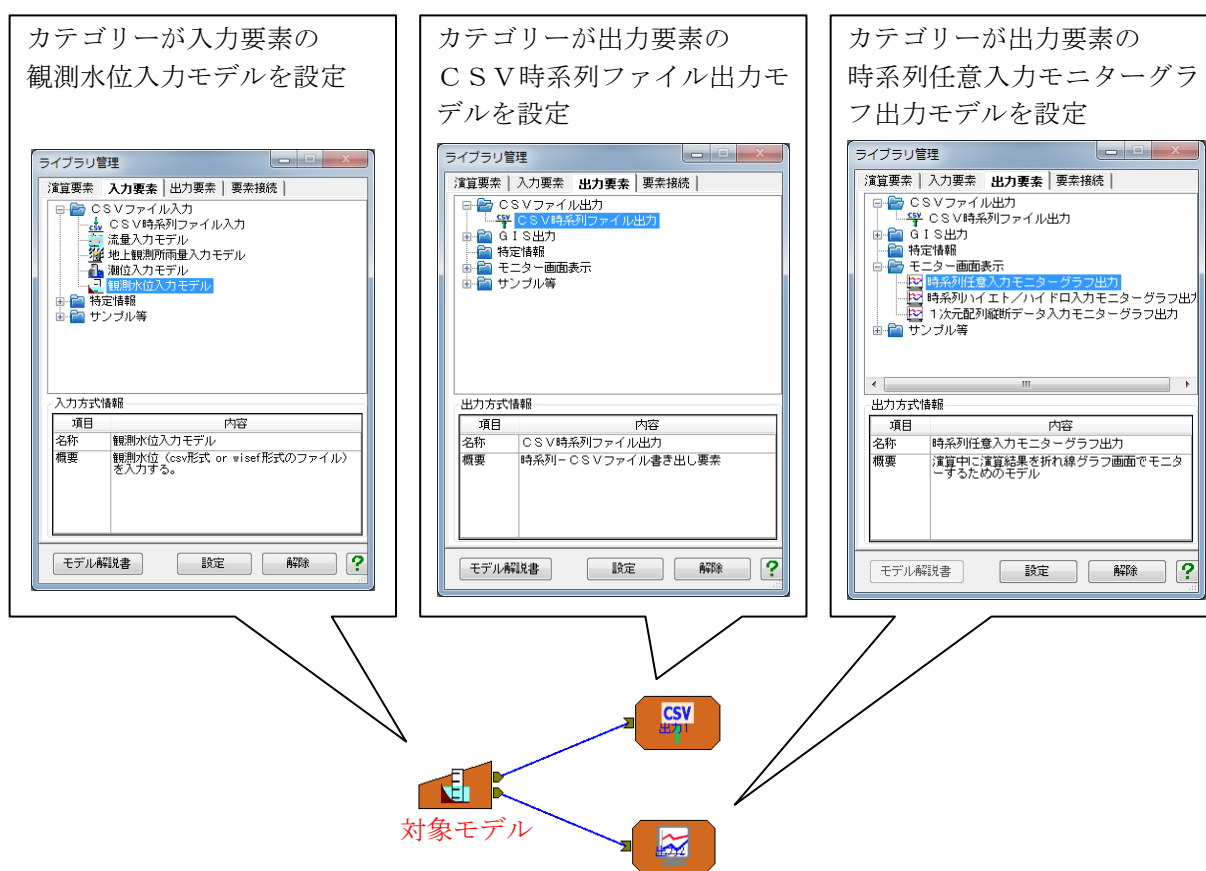 カテゴリーが入力要素の
観測水位入力モデルを設定
ライブラリ管理
演算要素 入力要素 出力要素 要素接続
ＣＳＶファイル入力
ＣＳＶ時系列ファイル入力
流量入力モデル
地上観測所雨量入力モデル
潮位入力モデル
観測水位入力モデル
特定情報
サンプル等
入力方式情報
項目 内容
名称 観測水位入力モデル
概要 観測水位（csv形式 or wisef形式のファイル）
を入力する。
モデル解説書 設定 解除 ?
カテゴリーが出力要素の
ＣＳＶ時系列ファイル出力モ
デルを設定
ライブラリ管理
演算要素 入力要素 出力要素 要素接続
ＣＳＶファイル出力
CSV ＣＳＶ時系列ファイル出力
ＧＩＳ出力
特定情報
モニター画面表示
サンプル等
出力方式情報
項目 内容
名称 ＣＳＶ時系列ファイル出力
概要 時系列－ＣＳＶファイル書き出し要素
モデル解説書 設定 解除 ?
カテゴリーが出力要素の
時系列任意入力モニターグラ
フ出力モデルを設定
ライブラリ管理
演算要素 入力要素 出力要素 要素接続
ＣＳＶファイル出力
CSV ＣＳＶ時系列ファイル出力
ＧＩＳ出力
特定情報
モニター画面表示
時系列任意入力モニターグラフ出力
時系列ハイエト／ハイドロ入力モニターグラフ出力
１次元配列縦断データ入力モニターグラフ出力
サンプル等
出力方式情報
項目 内容
名称 時系列任意入力モニターグラフ出力
概要 演算中に演算結果を折れ線グラフ画面でモニタ
ーするためのモデル
モデル解説書 設定 解除 ?
CSV
出力1
対象モデル
出力2